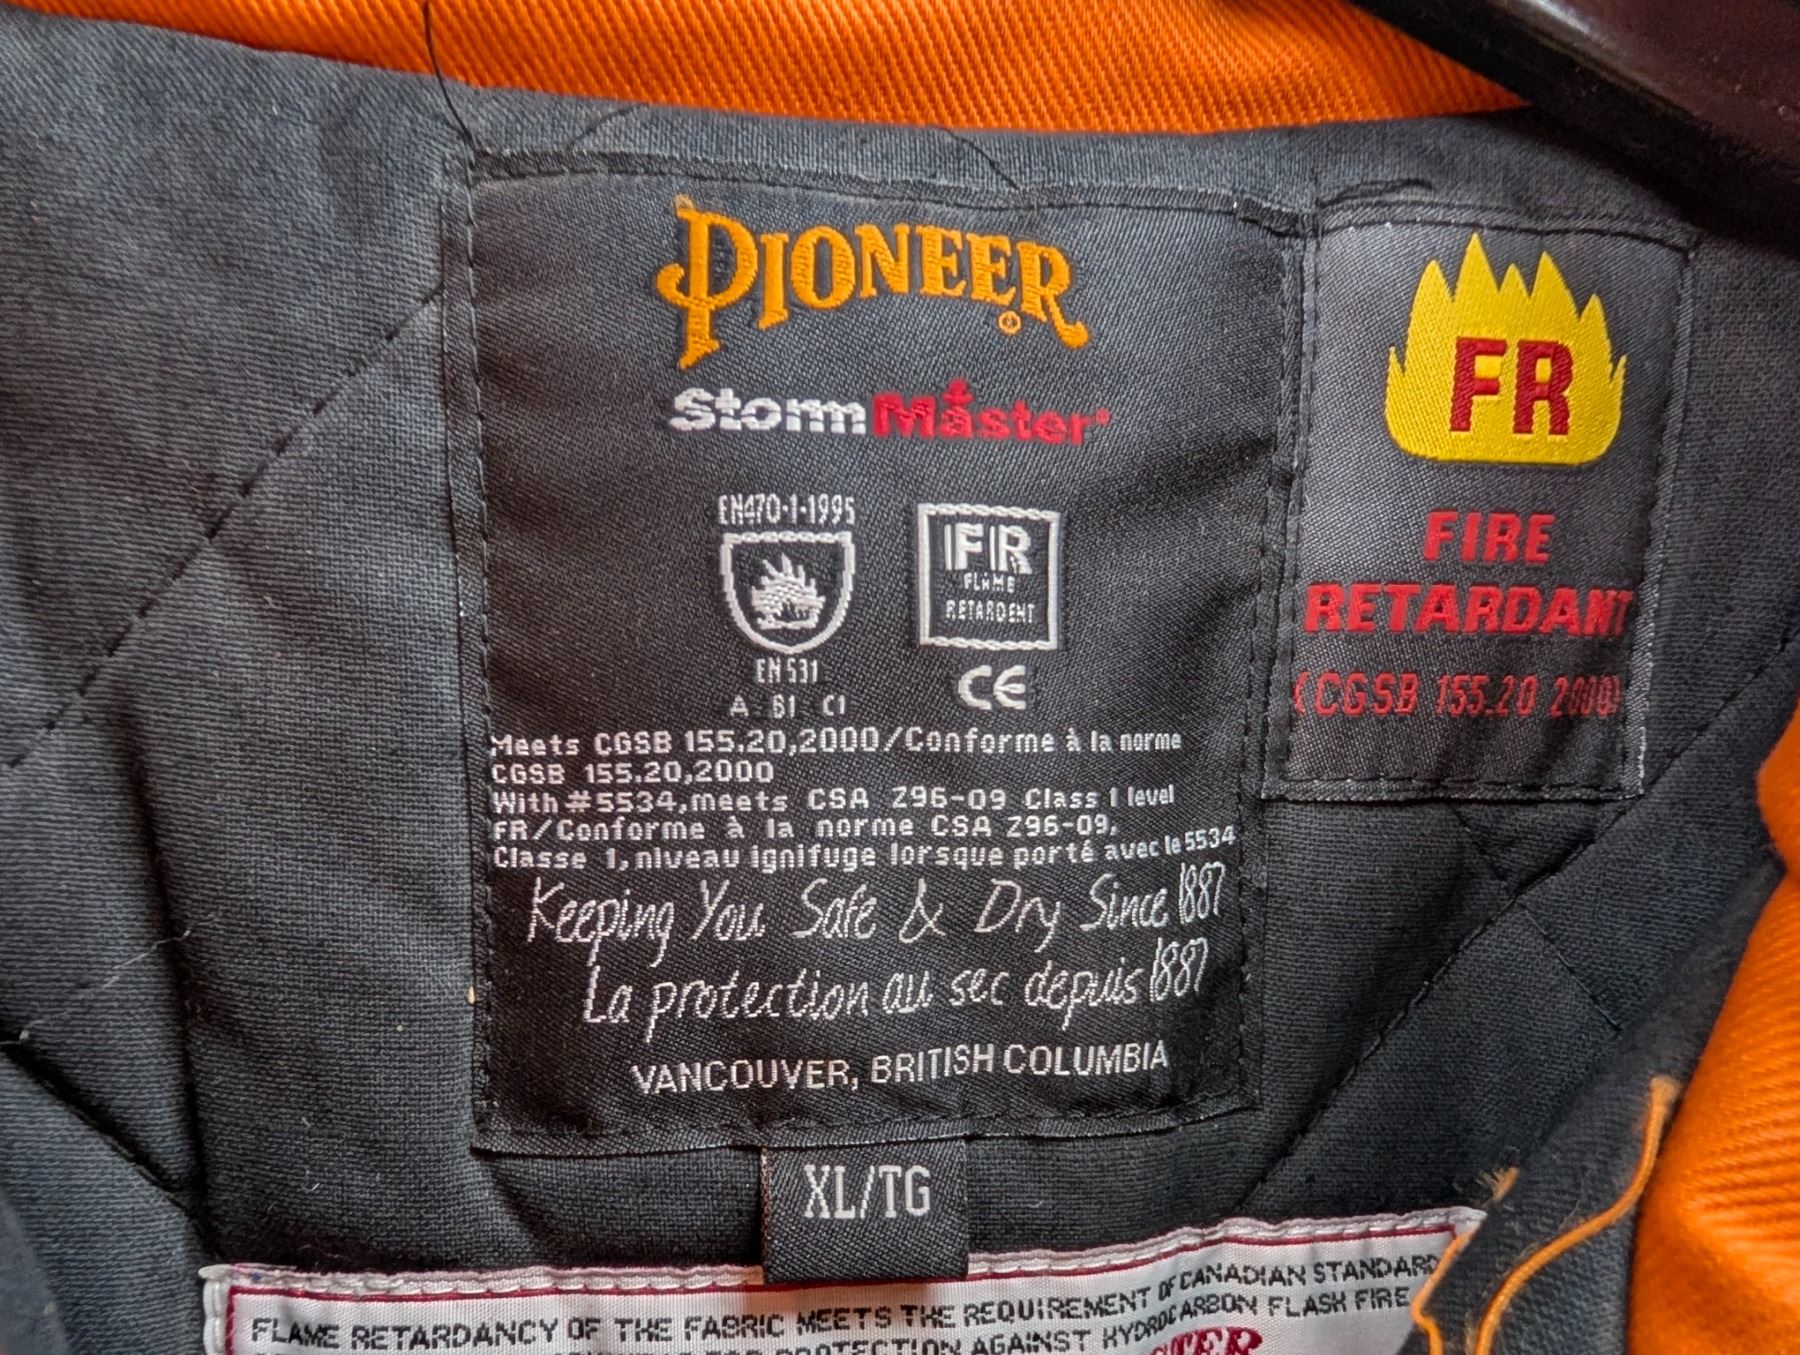 PIONEER®
StormMaster®
EN470-1-1995
FR
FLAME
RETARDENT
EN531
A B1 C1
CE
Meets CGSB 155.20,2000/Conforme à la norme
CGSB 155.20,2000
With #5534,meets CSA Z96-09 Class 1 level
FR/Conforme à la norme CSA Z96-09,
Classe 1,niveau ignifuge lorsque porté avec le 5534
Keeping You Safe & Dry Since 1887
La protection au sec depuis 1887
VANCOUVER, BRITISH COLUMBIA
FR
FIRE
RETARDANT
(CGSB 155.20 2000)
XL/TG
FLAME RETARDANCY OF THE FABRIC MEETS THE REQUIREMENT OF CANADIAN STANDARD
FOR PROTECTION AGAINST HYDROCARBON FLASH FIRE